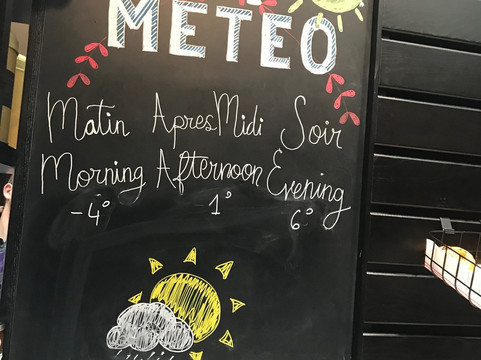 METEO
Matin Apres Midi Soir
Morning Afternoon Evening
-4° 1° 6°